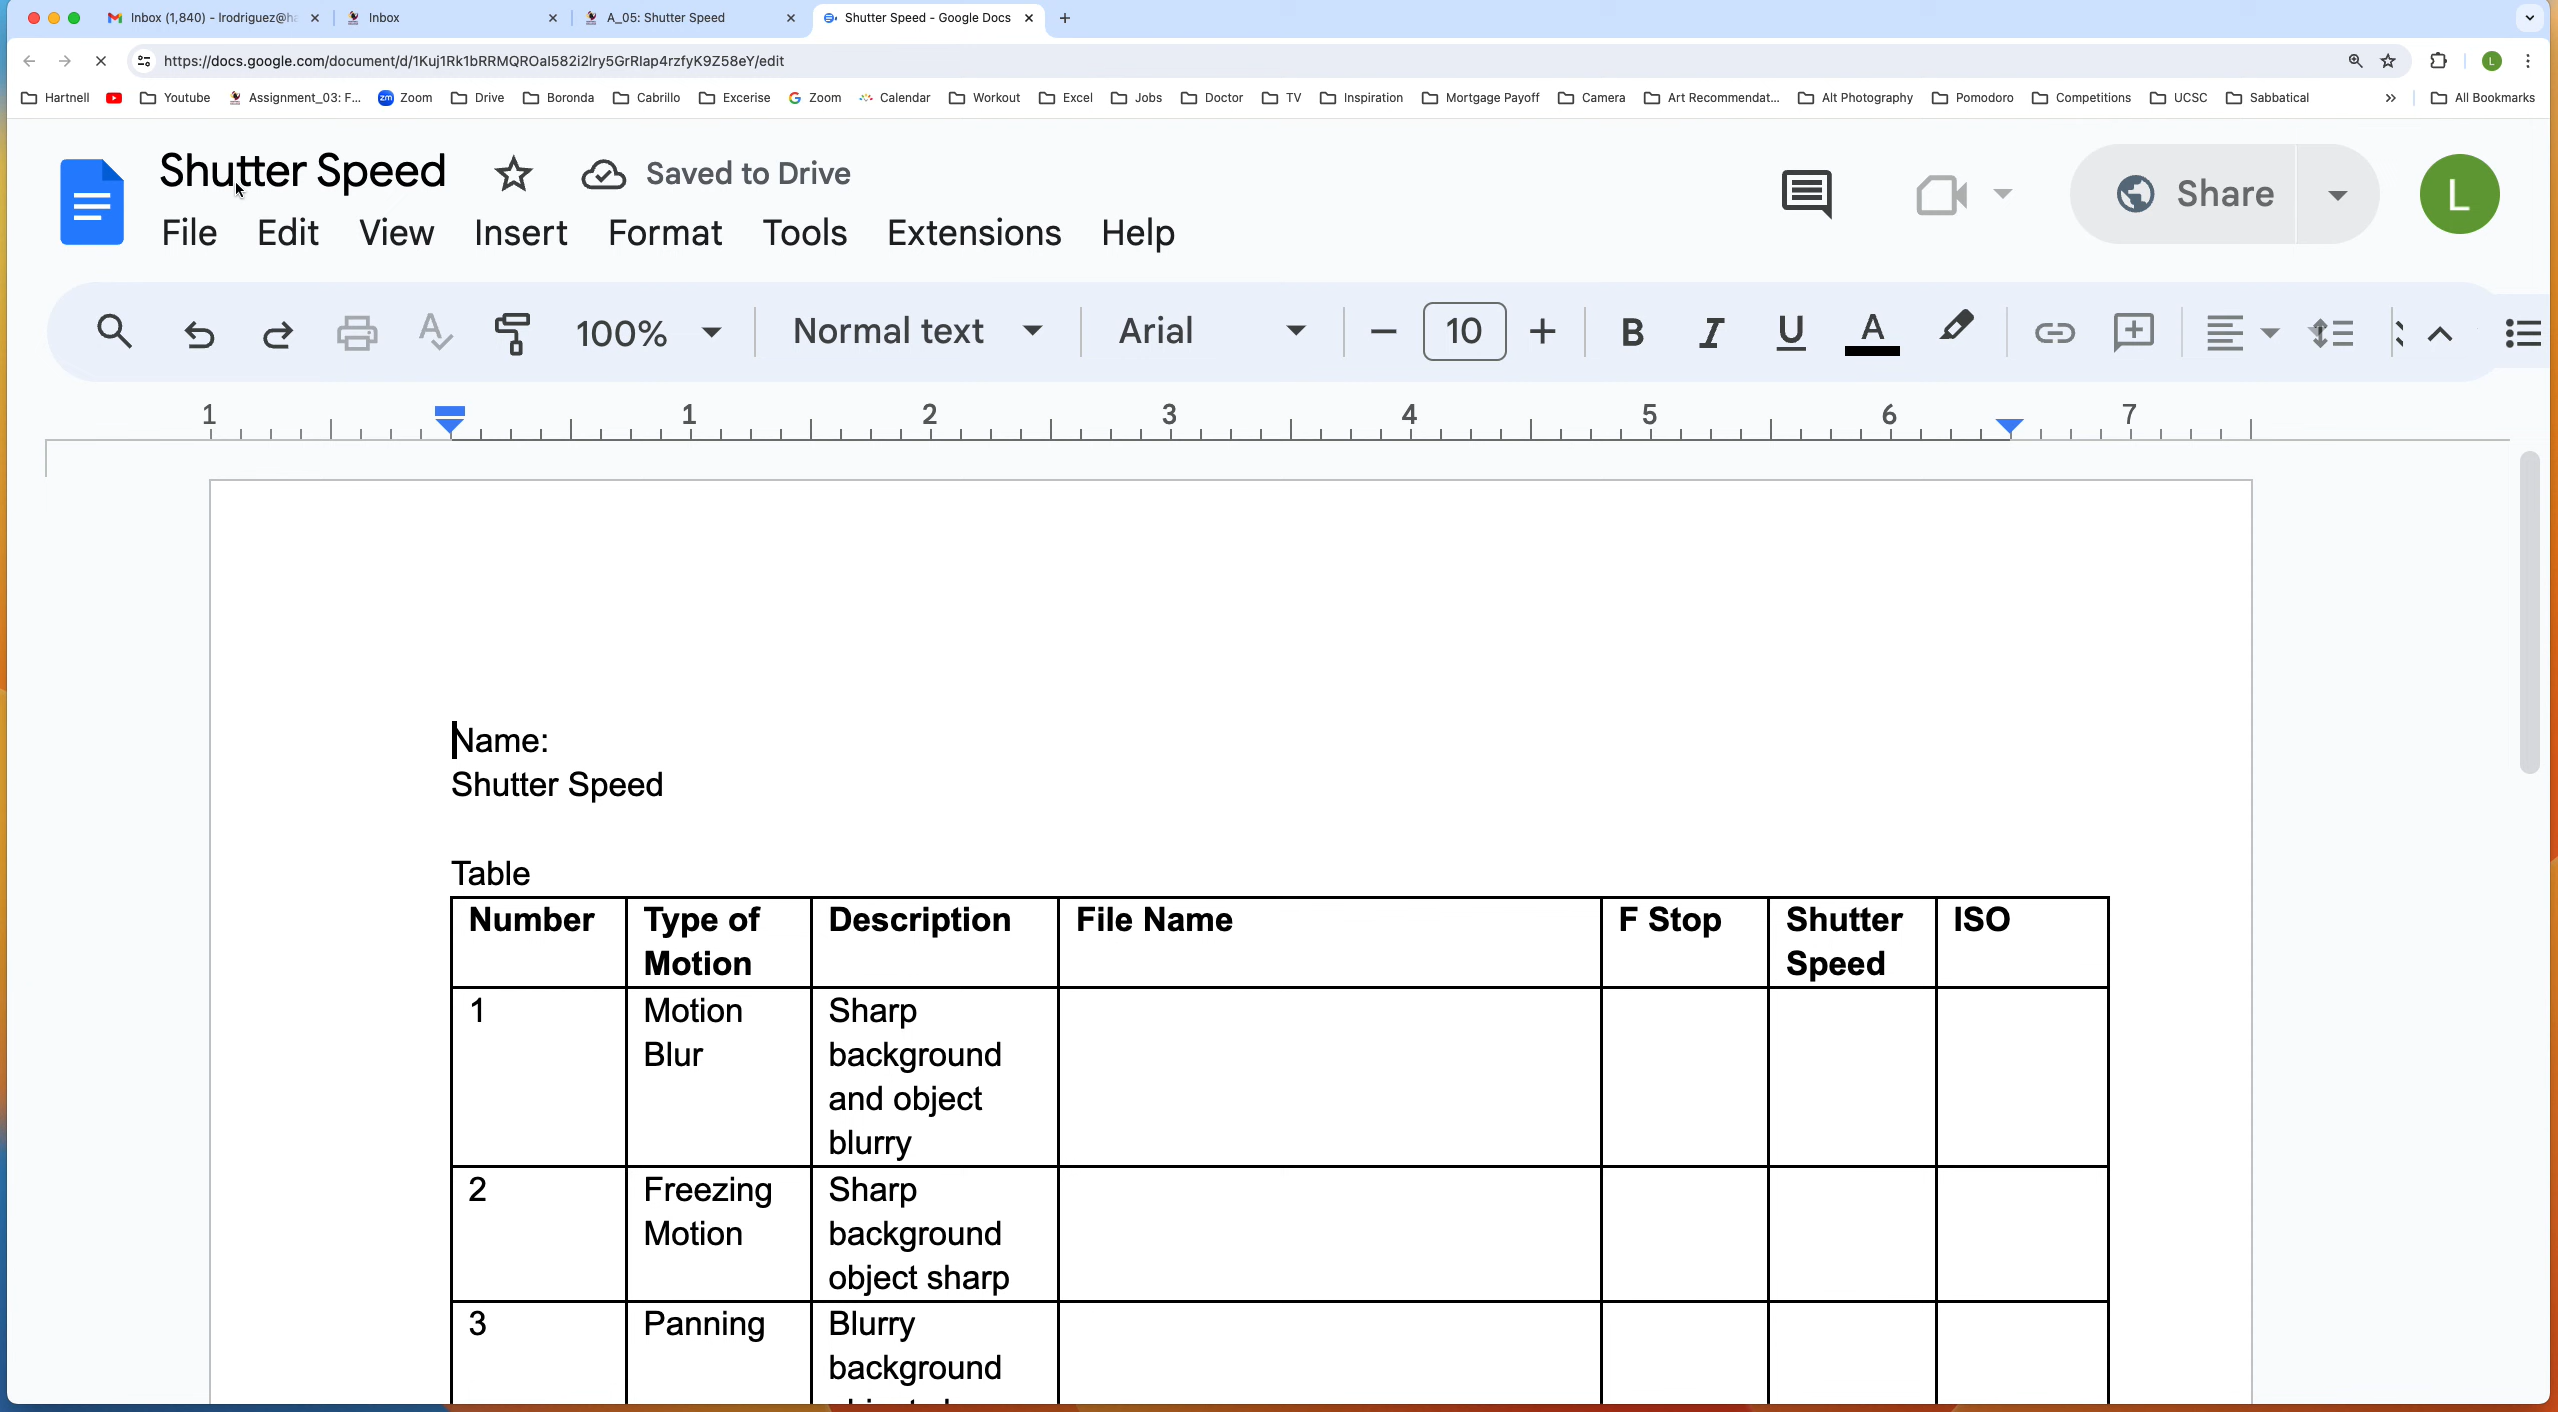 Inbox (1,840) - lrodriguez@ha
Inbox
A_05: Shutter Speed
Shutter Speed - Google Docs
https://docs.google.com/document/d/1Kuj1Rk1bRRMQROaI582i2Iry5GrRIap4rzfyK9Z58eY/edit
L
Hartnell
Youtube
Assignment_03: F...
zm Zoom
Drive
Boronda
Cabrillo
Excerise
Zoom
Calendar
Workout
Excel
Jobs
Doctor
TV
Inspiration
Mortgage Payoff
Camera
Art Recommendat...
Alt Photography
Pomodoro
Competitions
UCSC
Sabbatical
All Bookmarks
Shutter Speed
Saved to Drive
File Edit View Insert Format Tools Extensions Help
Share
L
100%
Normal text
Arial
10
B I U A
1 1 2 3 4 5 6 7
Name:
Shutter Speed
Table
Number
Type of
Motion
Description
File Name
F Stop
Shutter
Speed
ISO
1
Motion
Blur
Sharp
background
and object
blurry
2
Freezing
Motion
Sharp
background
object sharp
3
Panning
Blurry
background